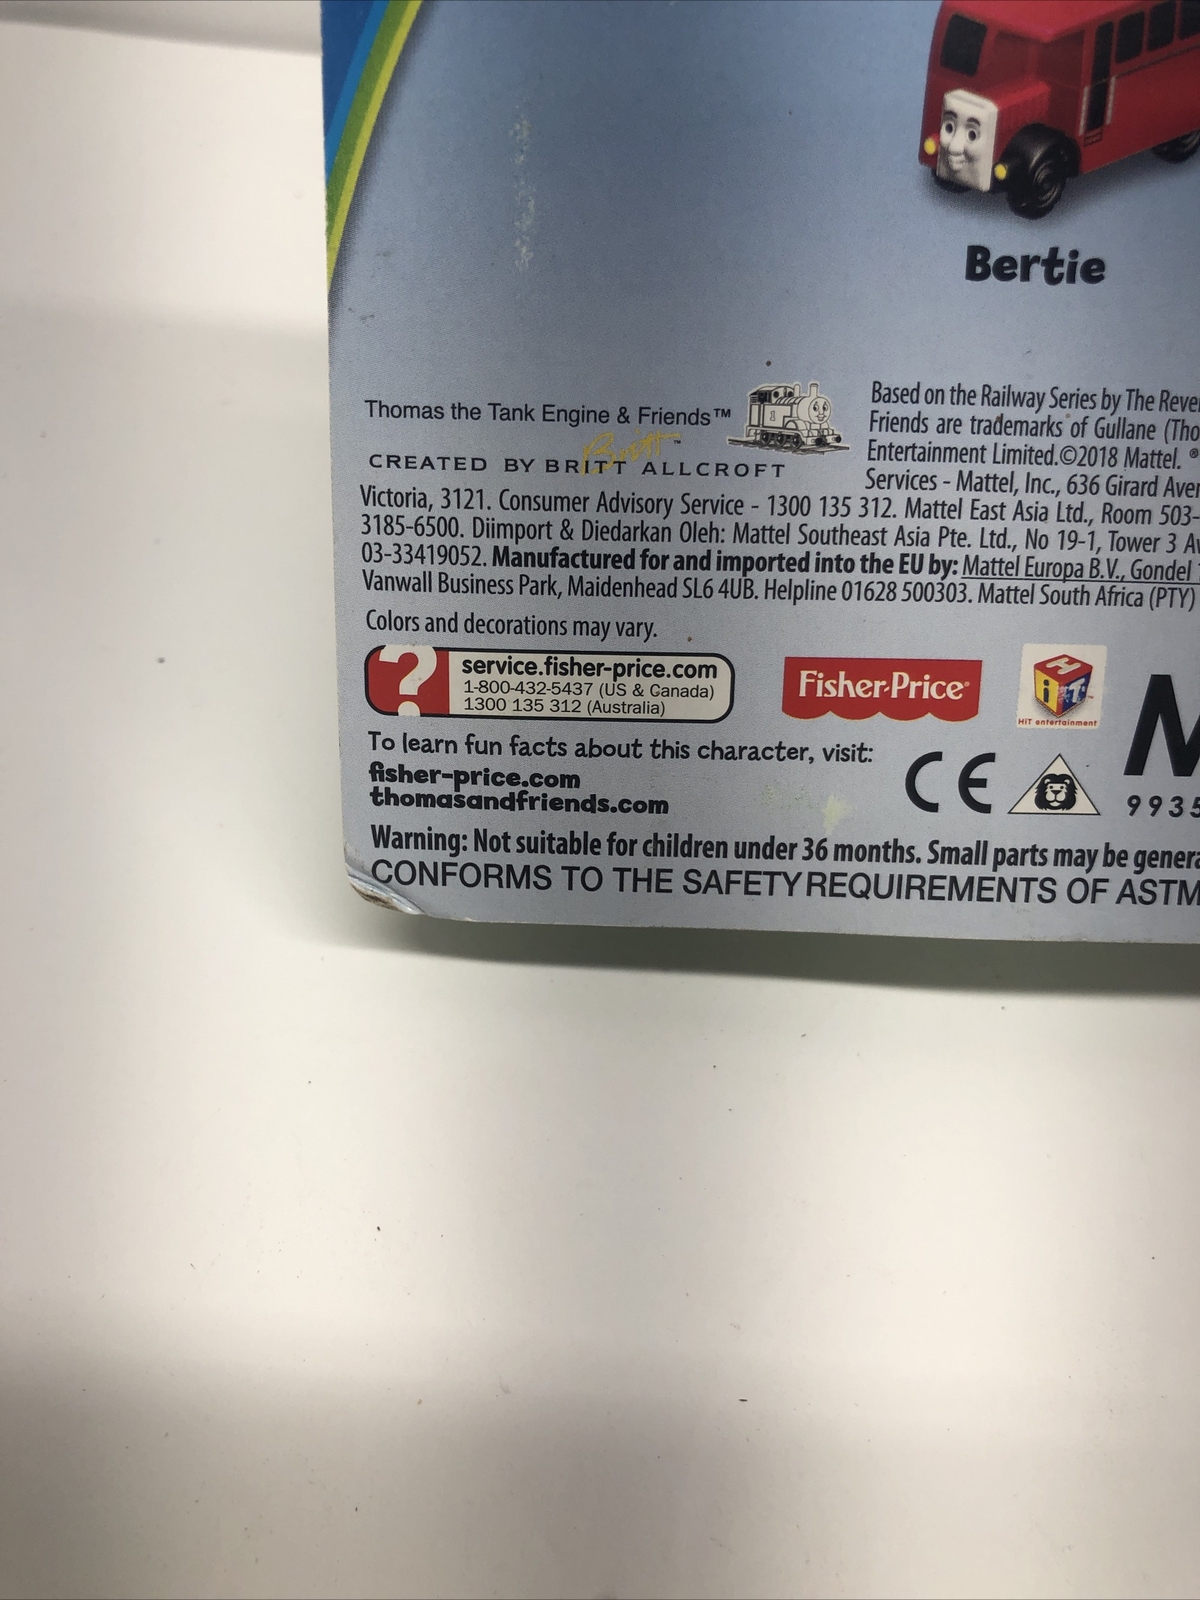 Bertie
Thomas the Tank Engine & Friends™
Britt™
CREATED BY BRITT ALLCROFT
1
Based on the Railway Series by The
Friends are trademarks of Gullane
Entertainment Limited.©2018 Mattel. ®
Services - Mattel, Inc., 636 Girard
Victoria, 3121. Consumer Advisory Service - 1300 135 312. Mattel East Asia Ltd., Room 503-
3185-6500. Diimport & Diedarkan Oleh: Mattel Southeast Asia Pte. Ltd., No 19-1, Tower 3
03-33419052. Manufactured for and imported into the EU by: Mattel Europa B.V., Gondel
Vanwall Business Park, Maidenhead SL6 4UB. Helpline 01628 500303. Mattel South Africa (PTY)
Colors and decorations may vary.
?
service.fisher-price.com
1-800-432-5437 (US & Canada)
1300 135 312 (Australia)
Fisher-Price®
HiT™
HiT entertainment
To learn fun facts about this character, visit:
fisher-price.com
thomasandfriends.com
CE
M
9935
Warning: Not suitable for children under 36 months. Small parts may be
CONFORMS TO THE SAFETY REQUIREMENTS OF ASTM